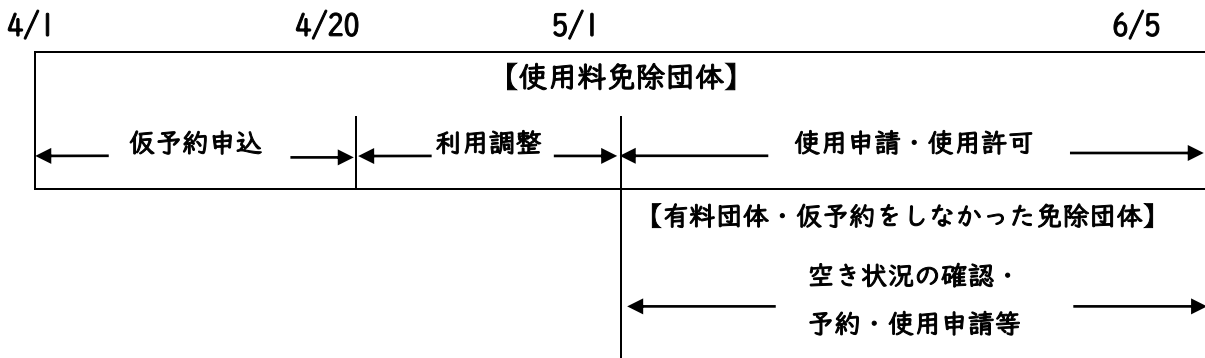 4/1 4/20 5/1 6/5
【使用料免除団体】
仮予約申込 利用調整 使用申請・使用許可
【有料団体・仮予約をしなかった免除団体】
空き状況の確認・
予約・使用申請等